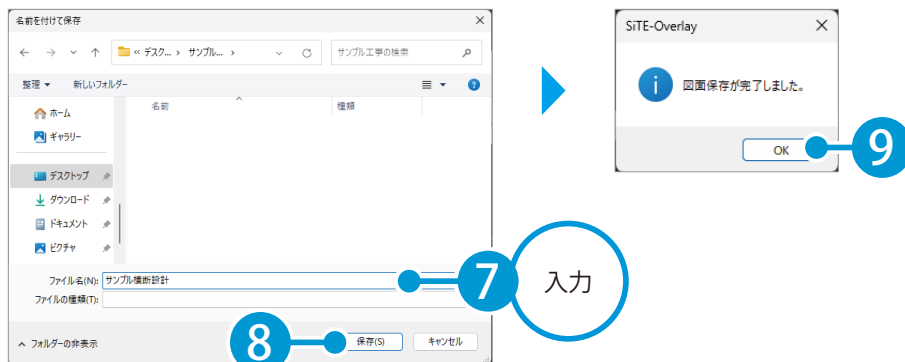 名前を付けて保存
« デスク... › サンプル... ›
サンプル工事の検索
整理
新しいフォルダー
名前
種類
ホーム
ギャラリー
デスクトップ
ダウンロード
ドキュメント
ピクチャ
ファイル名(N): サンプル横断設計
ファイルの種類(T):
7
入力
フォルダーの非表示
8
保存(S)
キャンセル
SiTE-Overlay
図面保存が完了しました。
OK
9